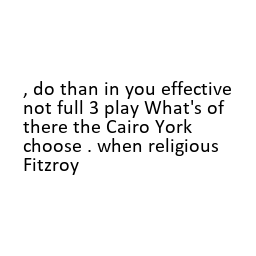 , do than in you effective
not full 3 play What's of
there the Cairo York
choose . when religious
Fitzroy